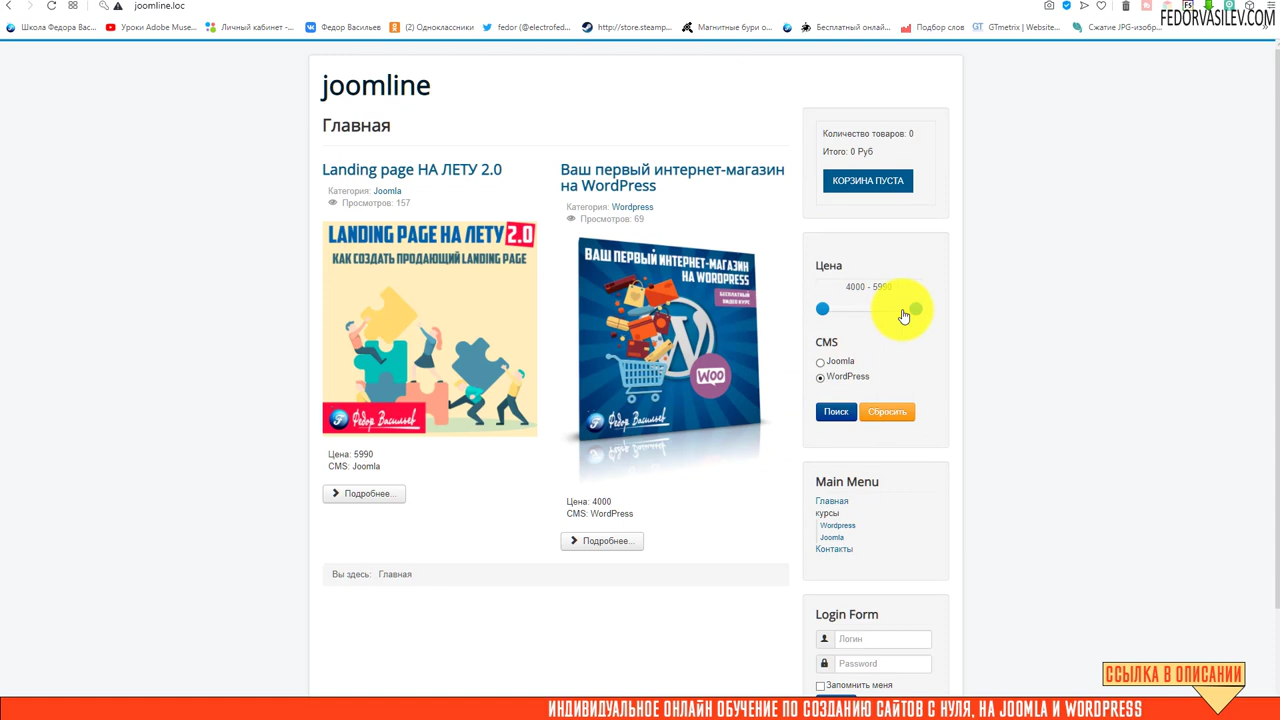 joomline.loc
FEDORVASILEV.COM
Школа Федора Вас...
Уроки Adobe Muse...
Личный кабинет -...
Федор Васильев
(2) Одноклассники
fedor (@electrofed...
http://store.steamp...
Магнитные бури о...
Бесплатный онлай...
Подбор слов
GTmetrix | Website...
Сжатие JPG-изобр...
joomline
Главная
Landing page НА ЛЕТУ 2.0
Категория: Joomla
Просмотров: 157
LANDING PAGE НА ЛЕТУ 2.0
КАК СОЗДАТЬ ПРОДАЮЩИЙ LANDING PAGE
Федор Васильев
Цена: 5990
CMS: Joomla
Подробнее...
Ваш первый интернет-магазин
на WordPress
Категория: Wordpress
Просмотров: 69
ВАШ ПЕРВЫЙ ИНТЕРНЕТ-МАГАЗИН
НА WORDPRESS
БЕСПЛАТНЫЙ
ВИДЕО КУРС
WOO
Федор Васильев
Цена: 4000
CMS: WordPress
Подробнее...
Вы здесь: Главная
Количество товаров: 0
Итого: 0 Руб
КОРЗИНА ПУСТА
Цена
4000 - 5990
CMS
Joomla
WordPress
Поиск
Сбросить
Main Menu
Главная
курсы
Wordpress
Joomla
Контакты
Login Form
Логин
Password
Запомнить меня
ССЫЛКА В ОПИСАНИИ
ИНДИВИДУАЛЬНОЕ ОНЛАЙН ОБУЧЕНИЕ ПО СОЗДАНИЮ САЙТОВ С НУЛЯ, НА JOOMLA И WORDPRESS